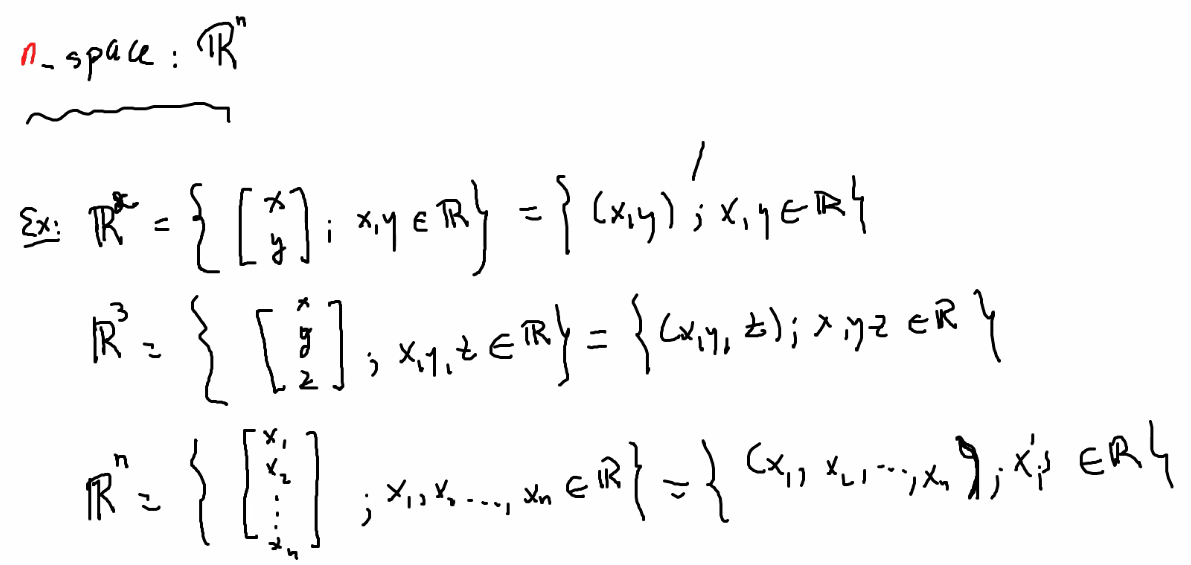 n-space: ℝⁿ
Ex: ℝ² = { [x y] ; x,y ∈ ℝ } = { (x,y) ; x,y ∈ ℝ }
ℝ³ = { [x y z] ; x,y,z ∈ ℝ } = { (x,y,z) ; x,y z ∈ ℝ }
ℝⁿ = { [x₁ x₂ ⋮ xₙ] ; x₁, x₂ ..., xₙ ∈ ℝ } = { (x₁, x₂, ..., xₙ) ; xᵢ's ∈ ℝ }